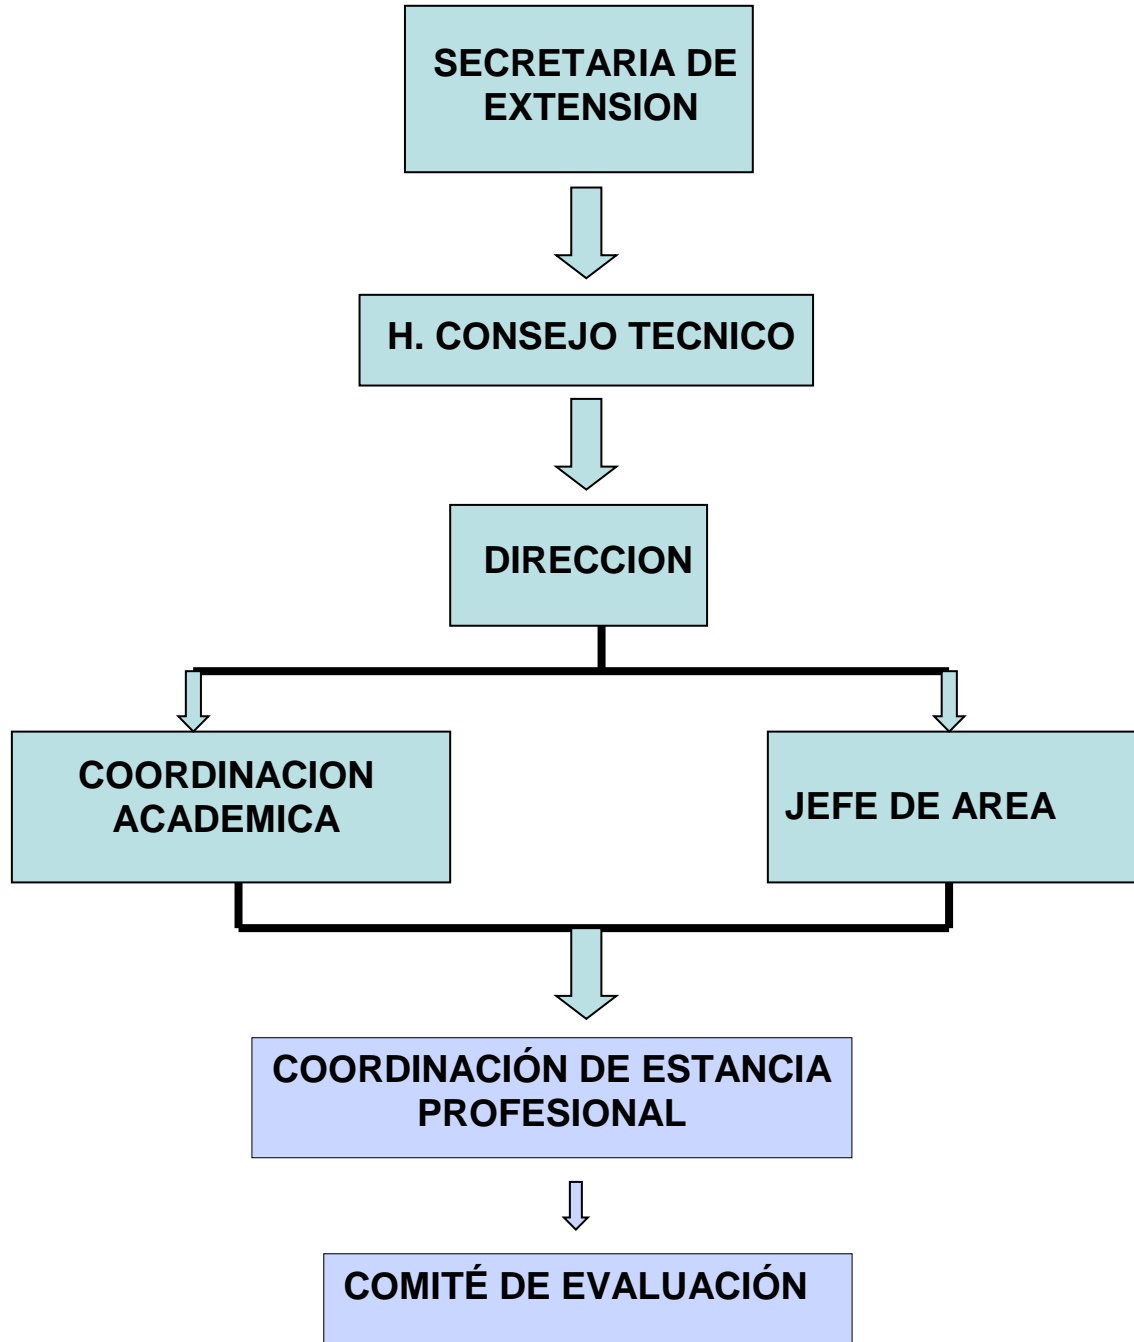 SECRETARIA DE
EXTENSION
H. CONSEJO TECNICO
DIRECCION
COORDINACION
ACADEMICA
JEFE DE AREA
COORDINACIÓN DE ESTANCIA
PROFESIONAL
COMITÉ DE EVALUACIÓN